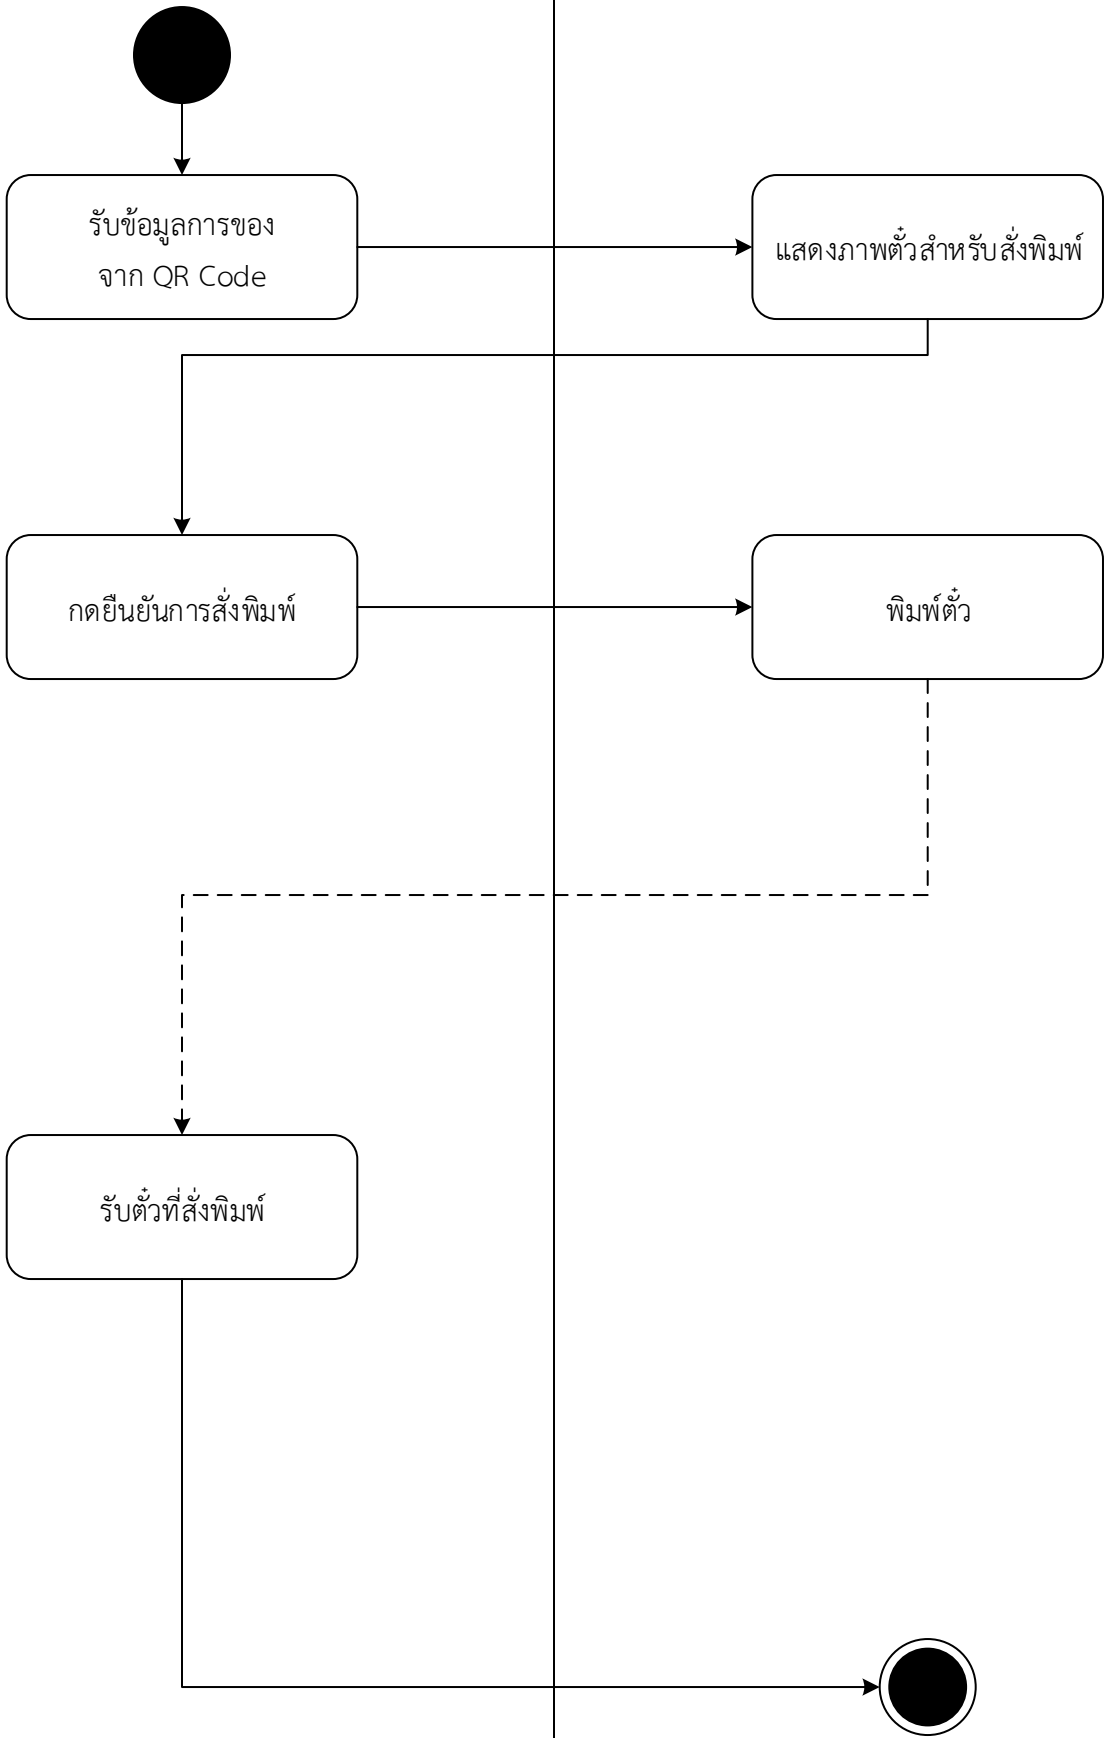 รับข้อมูลการของ
จาก QR Code
แสดงภาพตั๋วสำหรับสั่งพิมพ์
กดยืนยันการสั่งพิมพ์
พิมพ์ตั๋ว
รับตั๋วที่สั่งพิมพ์